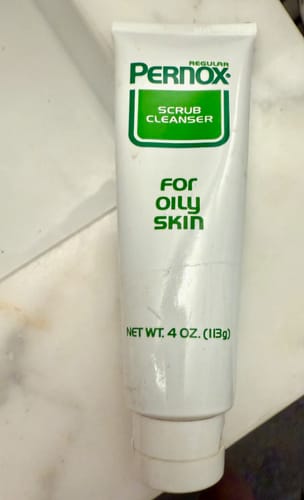 REGULAR
PERNOX®
SCRUB
CLEANSER
FOR
OILY
SKIN
NET WT. 4 OZ. (113g)